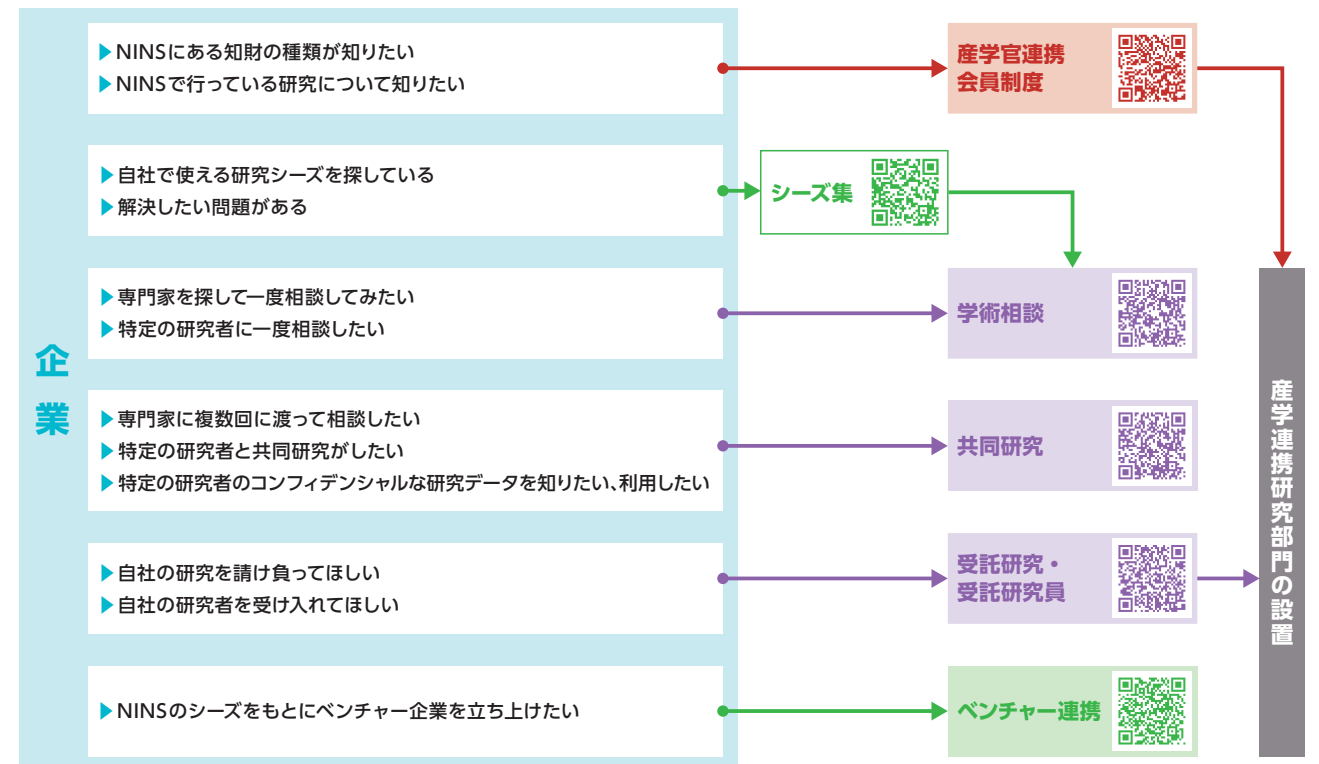 企業
▶NINSにある知財の種類が知りたい
▶NINSで行っている研究について知りたい
産学官連携
会員制度
▶自社で使える研究シーズを探している
▶解決したい問題がある
シーズ集
▶専門家を探して一度相談してみたい
▶特定の研究者に一度相談したい
学術相談
▶専門家に複数回に渡って相談したい
▶特定の研究者と共同研究がしたい
▶特定の研究者のコンフィデンシャルな研究データを知りたい、利用したい
共同研究
▶自社の研究を請け負ってほしい
▶自社の研究者を受け入れてほしい
受託研究・
受託研究員
▶NINSのシーズをもとにベンチャー企業を立ち上げたい
ベンチャー連携
産学連携研究部門の設置